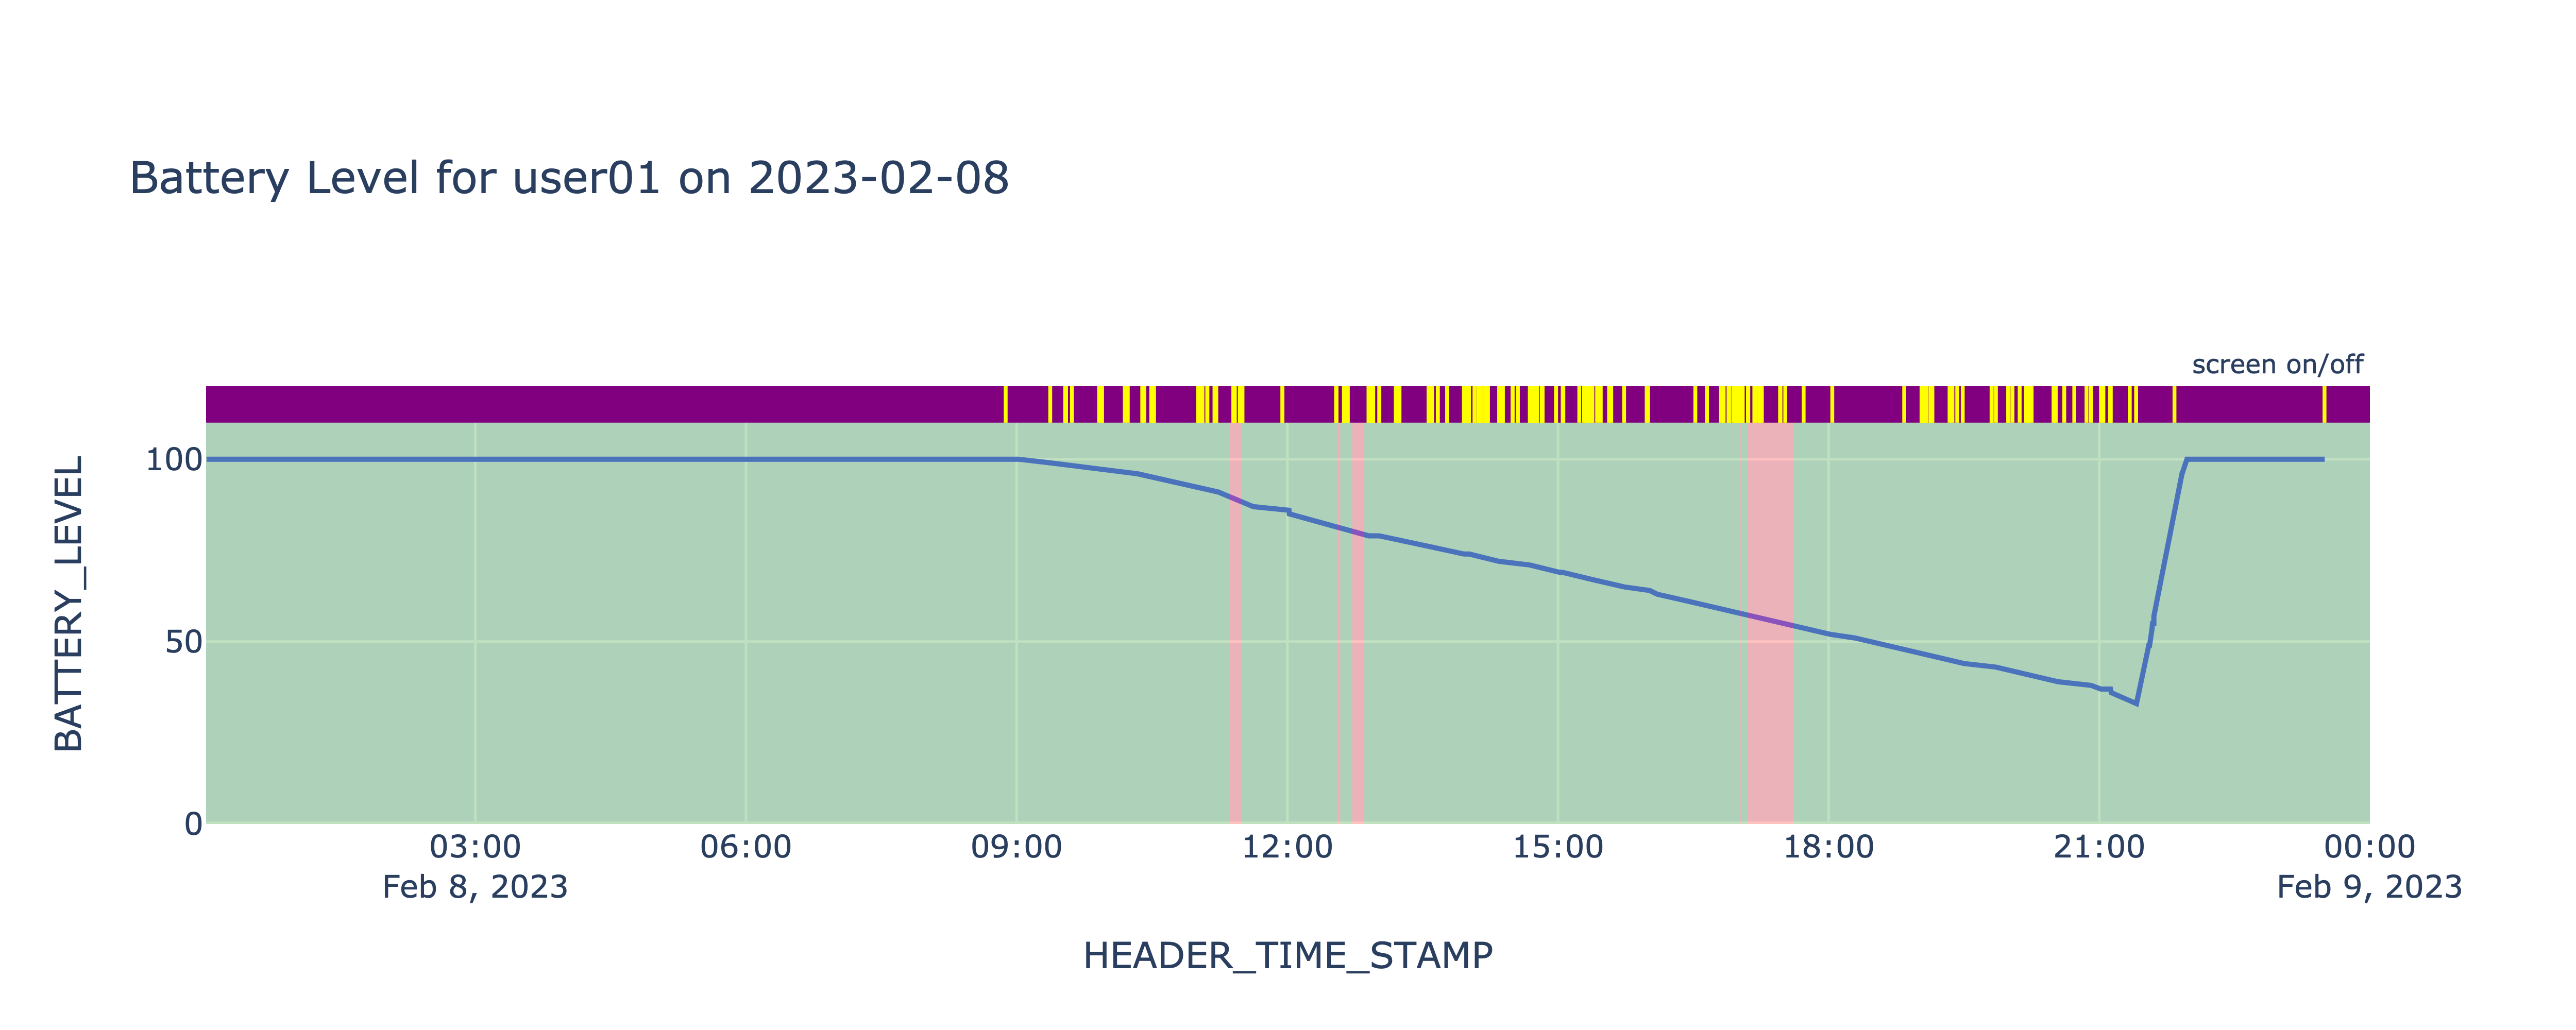 Battery Level for user01 on 2023-02-08
screen on/off
BATTERY_LEVEL
100
50
0
03:00 06:00 09:00 12:00 15:00 18:00 21:00 00:00
Feb 8, 2023 Feb 9, 2023
HEADER_TIME_STAMP